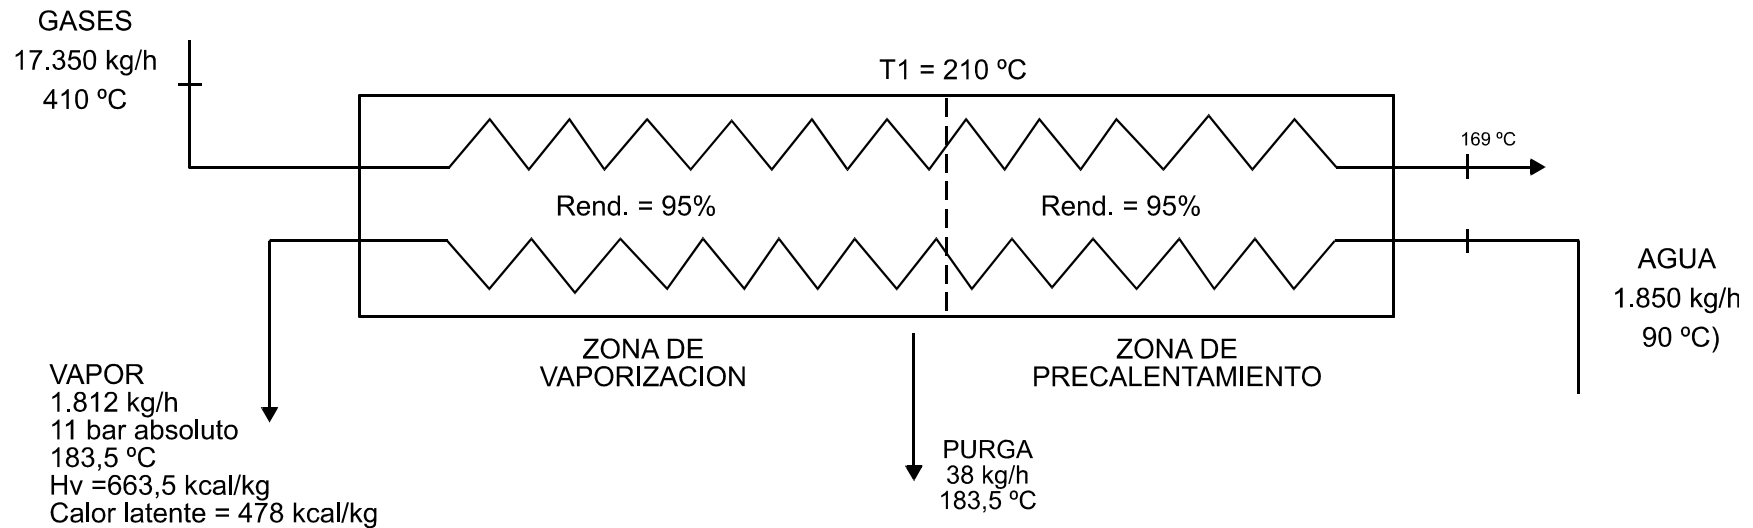 GASES
17.350 kg/h
410 ºC
T1 = 210 ºC
169 ºC
Rend. = 95%
Rend. = 95%
AGUA
1.850 kg/h
90 ºC)
ZONA DE
VAPORIZACION
ZONA DE
PRECALENTAMIENTO
VAPOR
1.812 kg/h
11 bar absoluto
183,5 ºC
Hv =663,5 kcal/kg
Calor latente = 478 kcal/kg
PURGA
38 kg/h
183,5 ºC